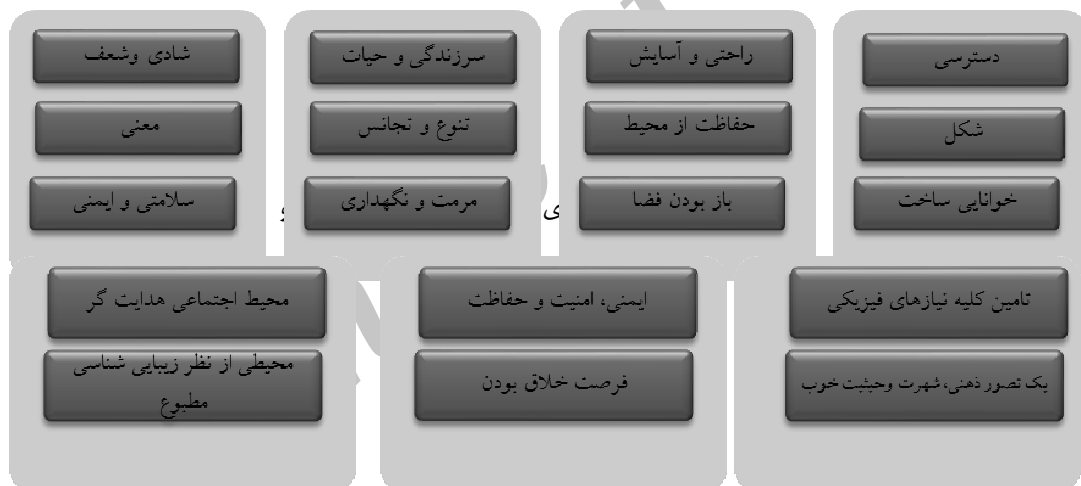 دسترسی
شکل
خوانایی ساخت
راحتی و آسایش
حفاظت از محیط
باز بودن فضا
سرزندگی و حیات
تنوع و تجانس
مرمت و نگهداری
شادی وشعف
معنی
سلامتی و ایمنی
تامین کلیه نیازهای فیزیکی
یک تصور ذهنی، شهرت وحیثیت خوب
ایمنی، امنیت و حفاظت
فرصت خلاق بودن
محیط اجتماعی هدایت گر
محیطی از نظر زیبایی شناسی
مطبوع